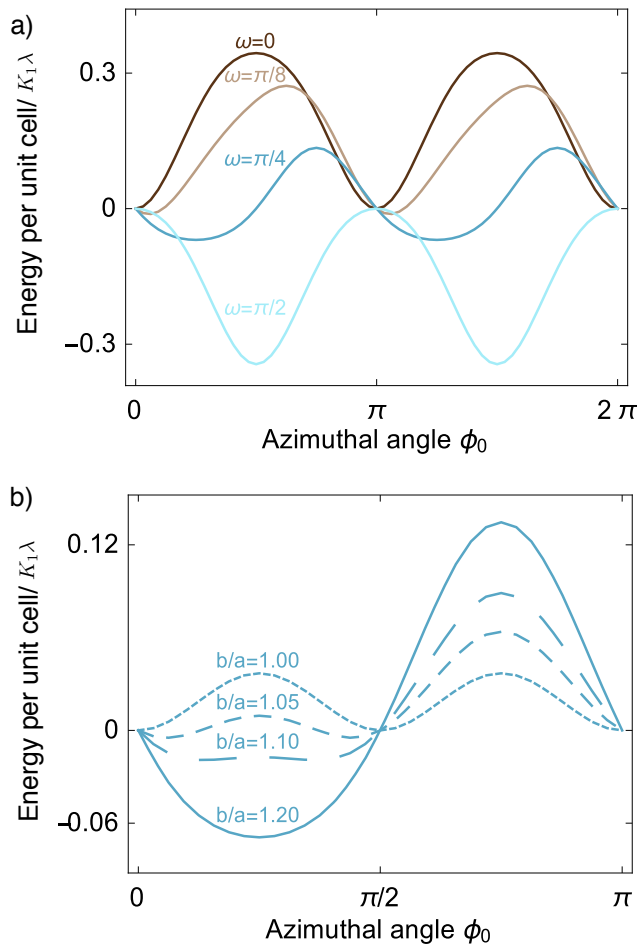 a)
Energy per unit cell/ K₁λ
0.3
0
−0.3
ω=0
ω=π/8
ω=π/4
ω=π/2
0 π 2 π
Azimuthal angle ϕ₀
b)
Energy per unit cell/ K₁λ
0.12
0
-0.06
b/a=1.00
b/a=1.05
b/a=1.10
b/a=1.20
0 π/2 π
Azimuthal angle ϕ₀